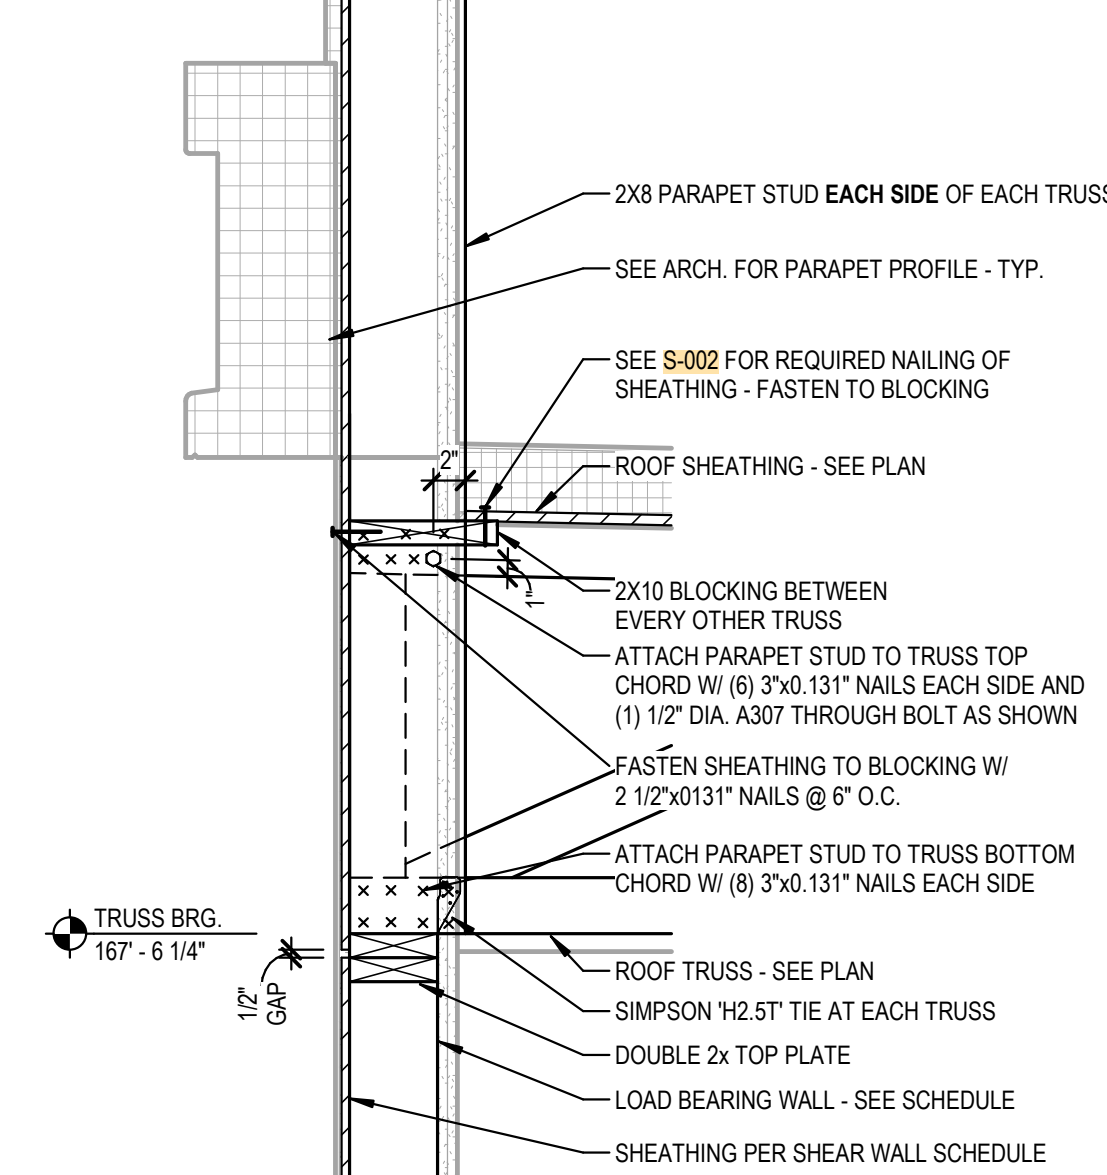 2X8 PARAPET STUD EACH SIDE OF EACH TRUSS
SEE ARCH. FOR PARAPET PROFILE - TYP.
SEE S-002 FOR REQUIRED NAILING OF
SHEATHING - FASTEN TO BLOCKING
2"
ROOF SHEATHING - SEE PLAN
1"
2X10 BLOCKING BETWEEN
EVERY OTHER TRUSS
ATTACH PARAPET STUD TO TRUSS TOP
CHORD W/ (6) 3"x0.131" NAILS EACH SIDE AND
(1) 1/2" DIA. A307 THROUGH BOLT AS SHOWN
FASTEN SHEATHING TO BLOCKING W/
2 1/2"x0131" NAILS @ 6" O.C.
ATTACH PARAPET STUD TO TRUSS BOTTOM
CHORD W/ (8) 3"x0.131" NAILS EACH SIDE
TRUSS BRG.
167' - 6 1/4"
1/2"
GAP
ROOF TRUSS - SEE PLAN
SIMPSON 'H2.5T' TIE AT EACH TRUSS
DOUBLE 2x TOP PLATE
LOAD BEARING WALL - SEE SCHEDULE
SHEATHING PER SHEAR WALL SCHEDULE